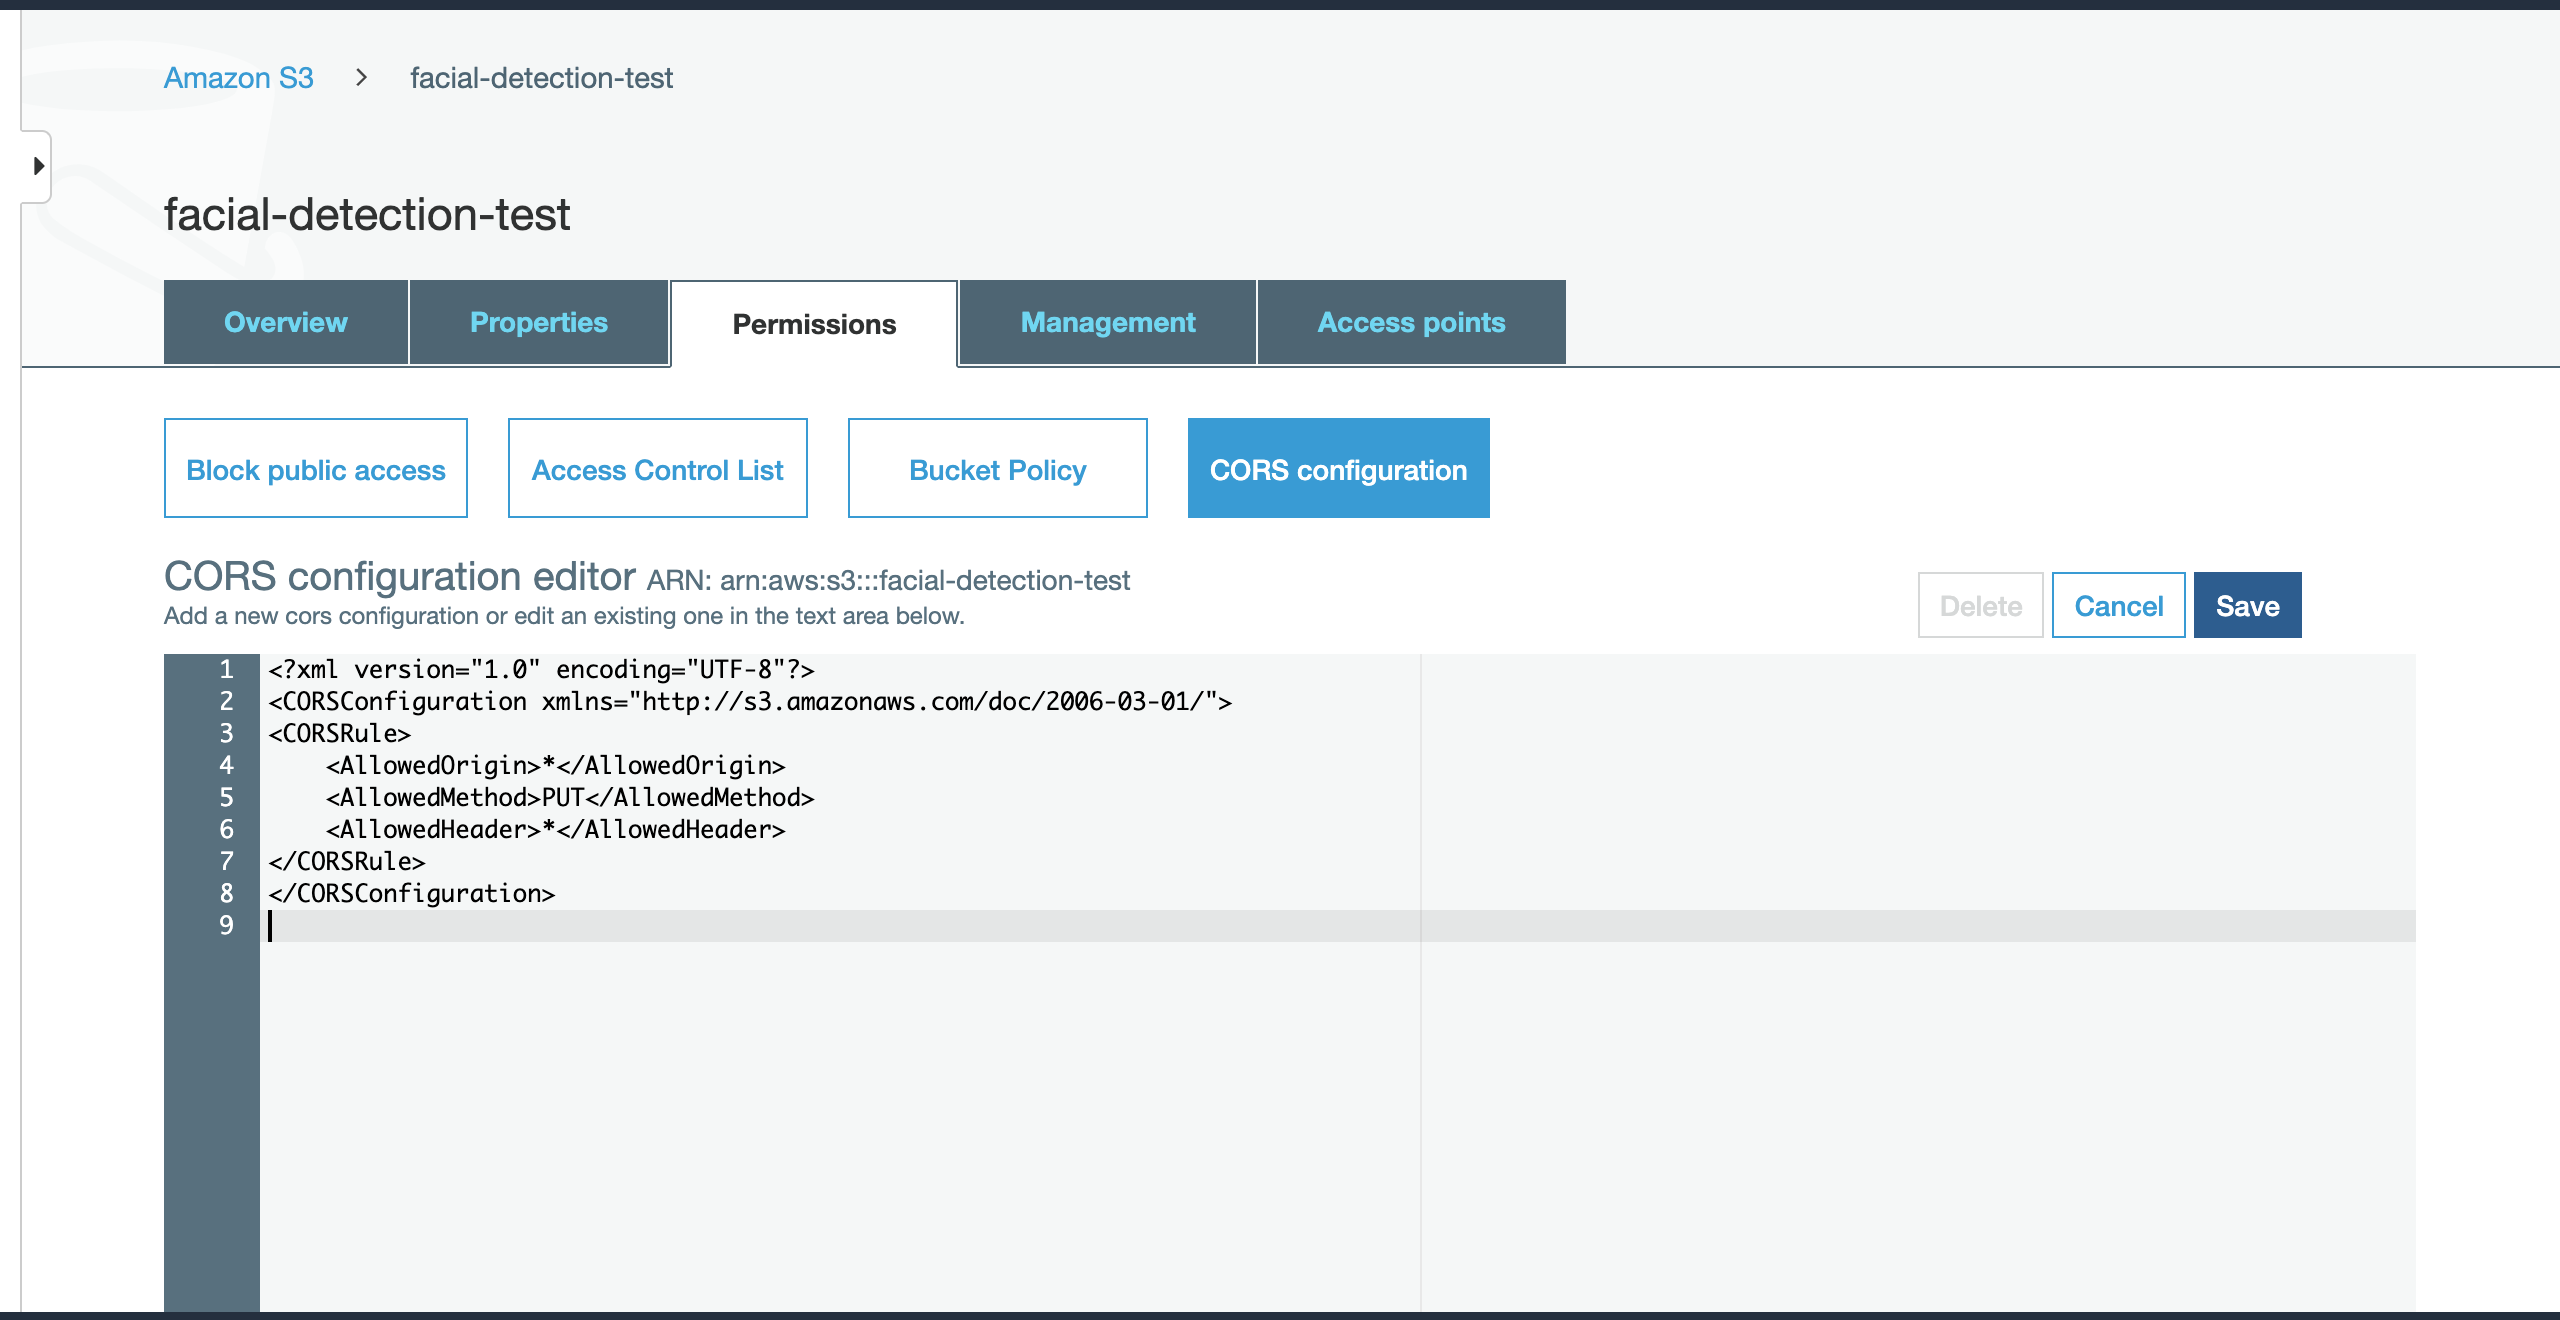 Amazon S3 > facial-detection-test
facial-detection-test
Overview Properties Permissions Management Access points
Block public access Access Control List Bucket Policy CORS configuration
CORS configuration editor ARN: arn:aws:s3:::facial-detection-test
Add a new cors configuration or edit an existing one in the text area below.
Delete Cancel Save
1 <?xml version="1.0" encoding="UTF-8"?>
2 <CORSConfiguration xmlns="http://s3.amazonaws.com/doc/2006-03-01/">
3 <CORSRule>
4     <AllowedOrigin>*</AllowedOrigin>
5     <AllowedMethod>PUT</AllowedMethod>
6     <AllowedHeader>*</AllowedHeader>
7 </CORSRule>
8 </CORSConfiguration>
9